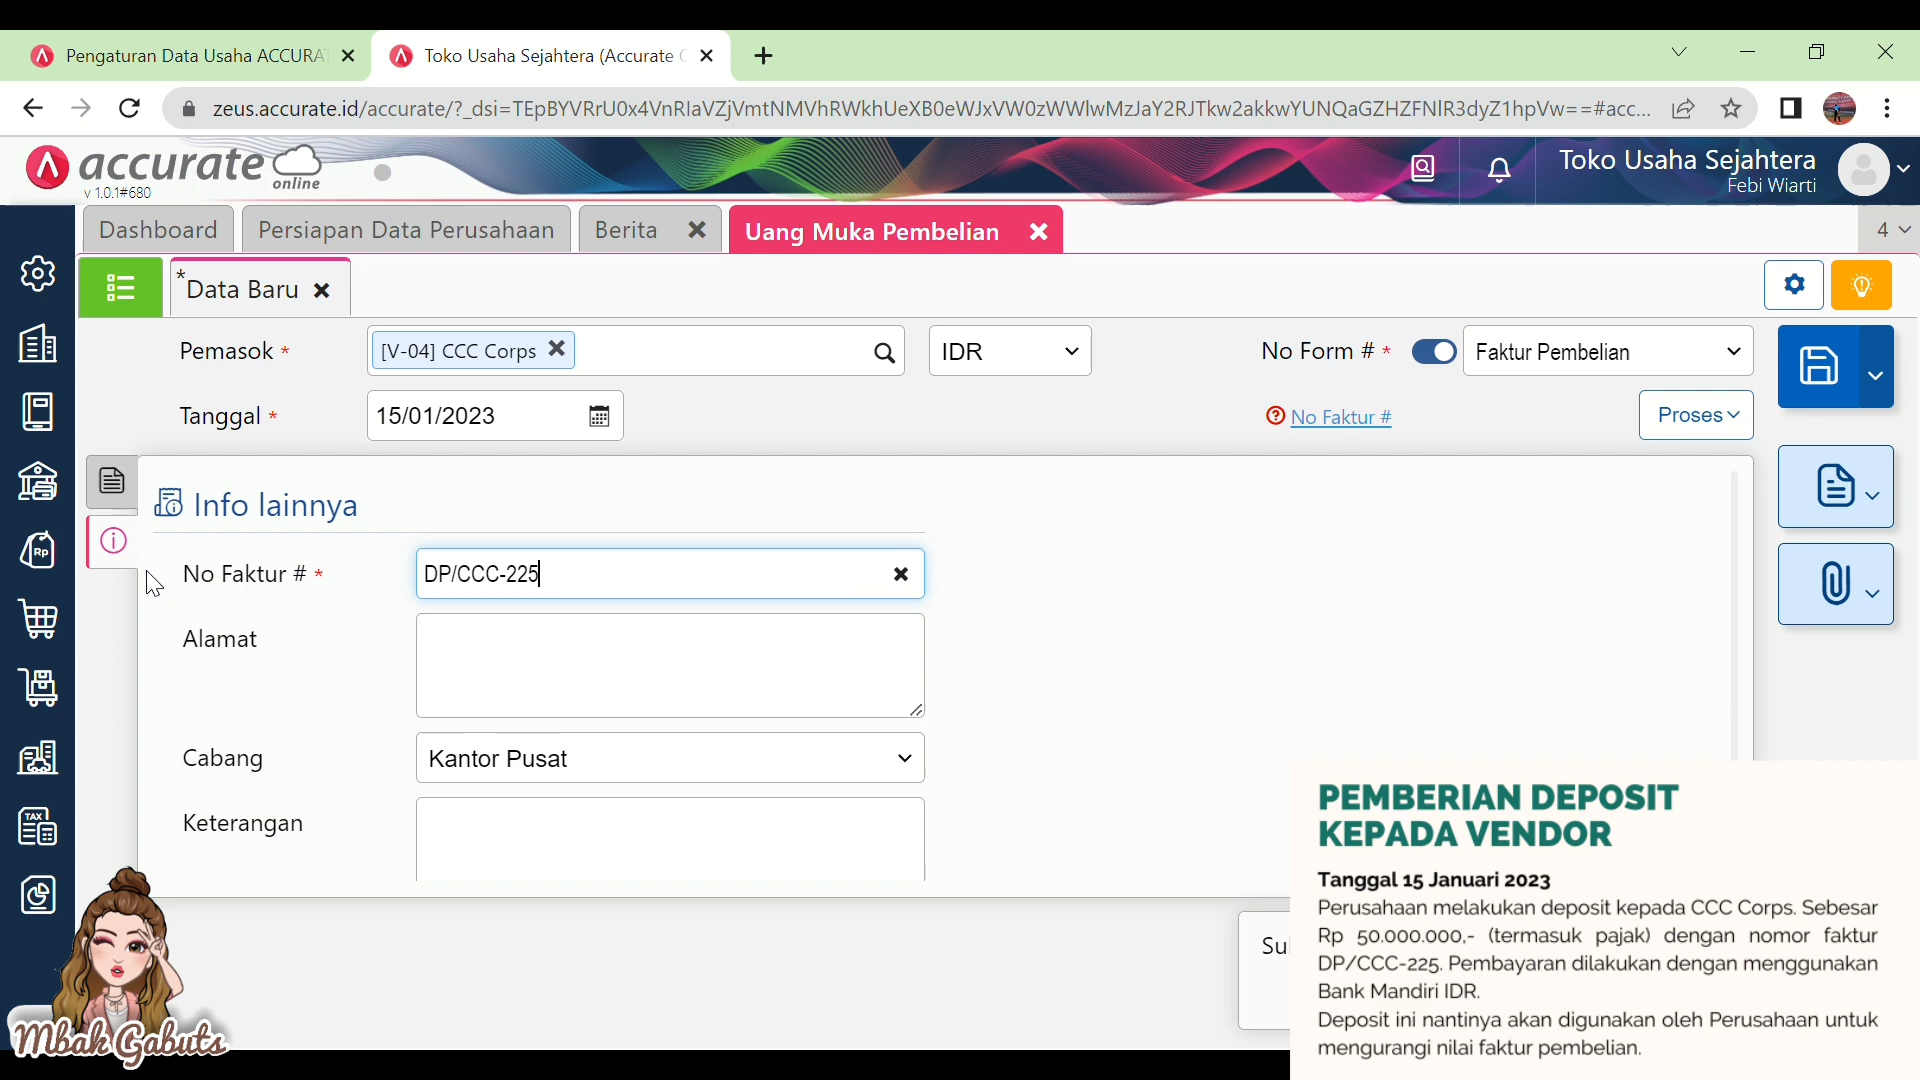 Pengaturan Data Usaha ACCURA
Toko Usaha Sejahtera (Accurate
zeus.accurate.id/accurate/?_dsi=TEpBYVRrU0x4VnRIaVZjVmtNMVhRWkhUeXB0eWJxVW0zWWlwMzJaY2RJTkw2akkwYUNQaGZHZFNlR3dyZ1hpVw==#acc...
accurate
online
v 1.0.1#680
Toko Usaha Sejahtera
Febi Wiarti
Dashboard
Persiapan Data Perusahaan
Berita
Uang Muka Pembelian
4
*Data Baru
Pemasok *
[V-04] CCC Corps
IDR
No Form # *
Faktur Pembelian
Tanggal *
15/01/2023
No Faktur #
Proses
Info lainnya
No Faktur # *
DP/CCC-225
Alamat
Cabang
Kantor Pusat
Keterangan
Rp
TAX
Su
PEMBERIAN DEPOSIT
KEPADA VENDOR
Tanggal 15 Januari 2023
Perusahaan melakukan deposit kepada CCC Corps. Sebesar
Rp 50.000.000,- (termasuk pajak) dengan nomor faktur
DP/CCC-225. Pembayaran dilakukan dengan menggunakan
Bank Mandiri IDR.
Deposit ini nantinya akan digunakan oleh Perusahaan untuk
mengurangi nilai faktur pembelian.
Mbak Gabuts